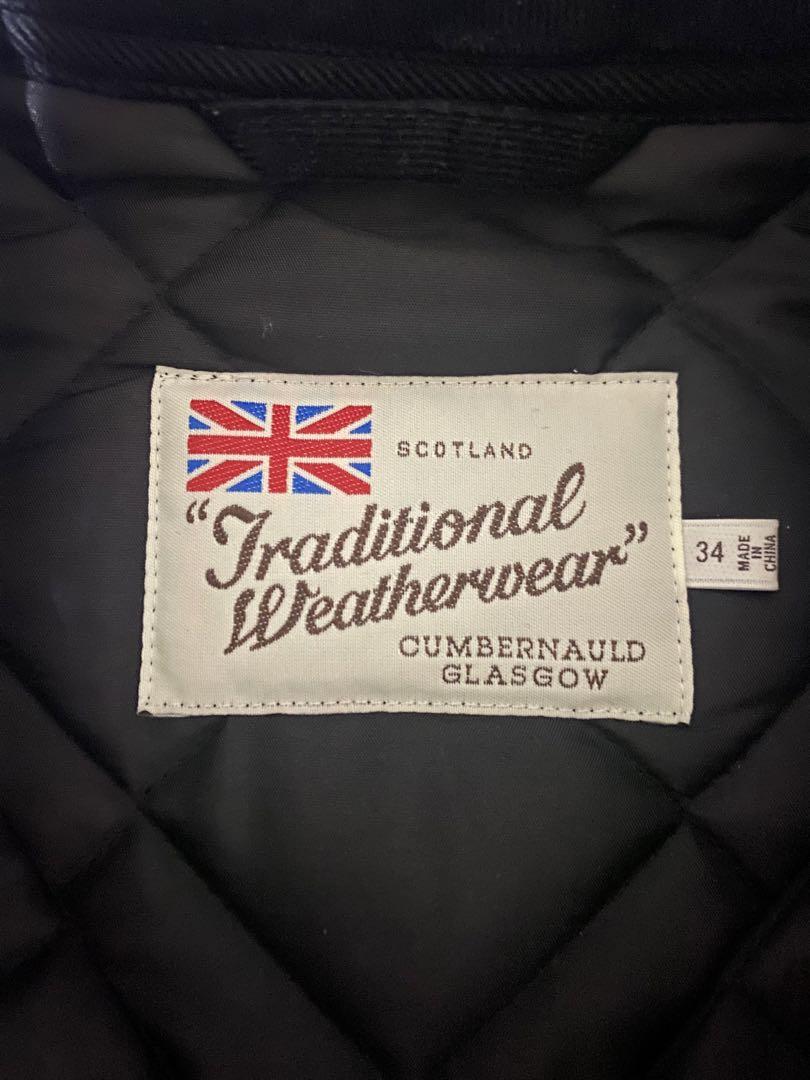 SCOTLAND
"Traditional
Weatherwear"
CUMBERNAULD
GLASGOW
34
MADE
IN
CHINA